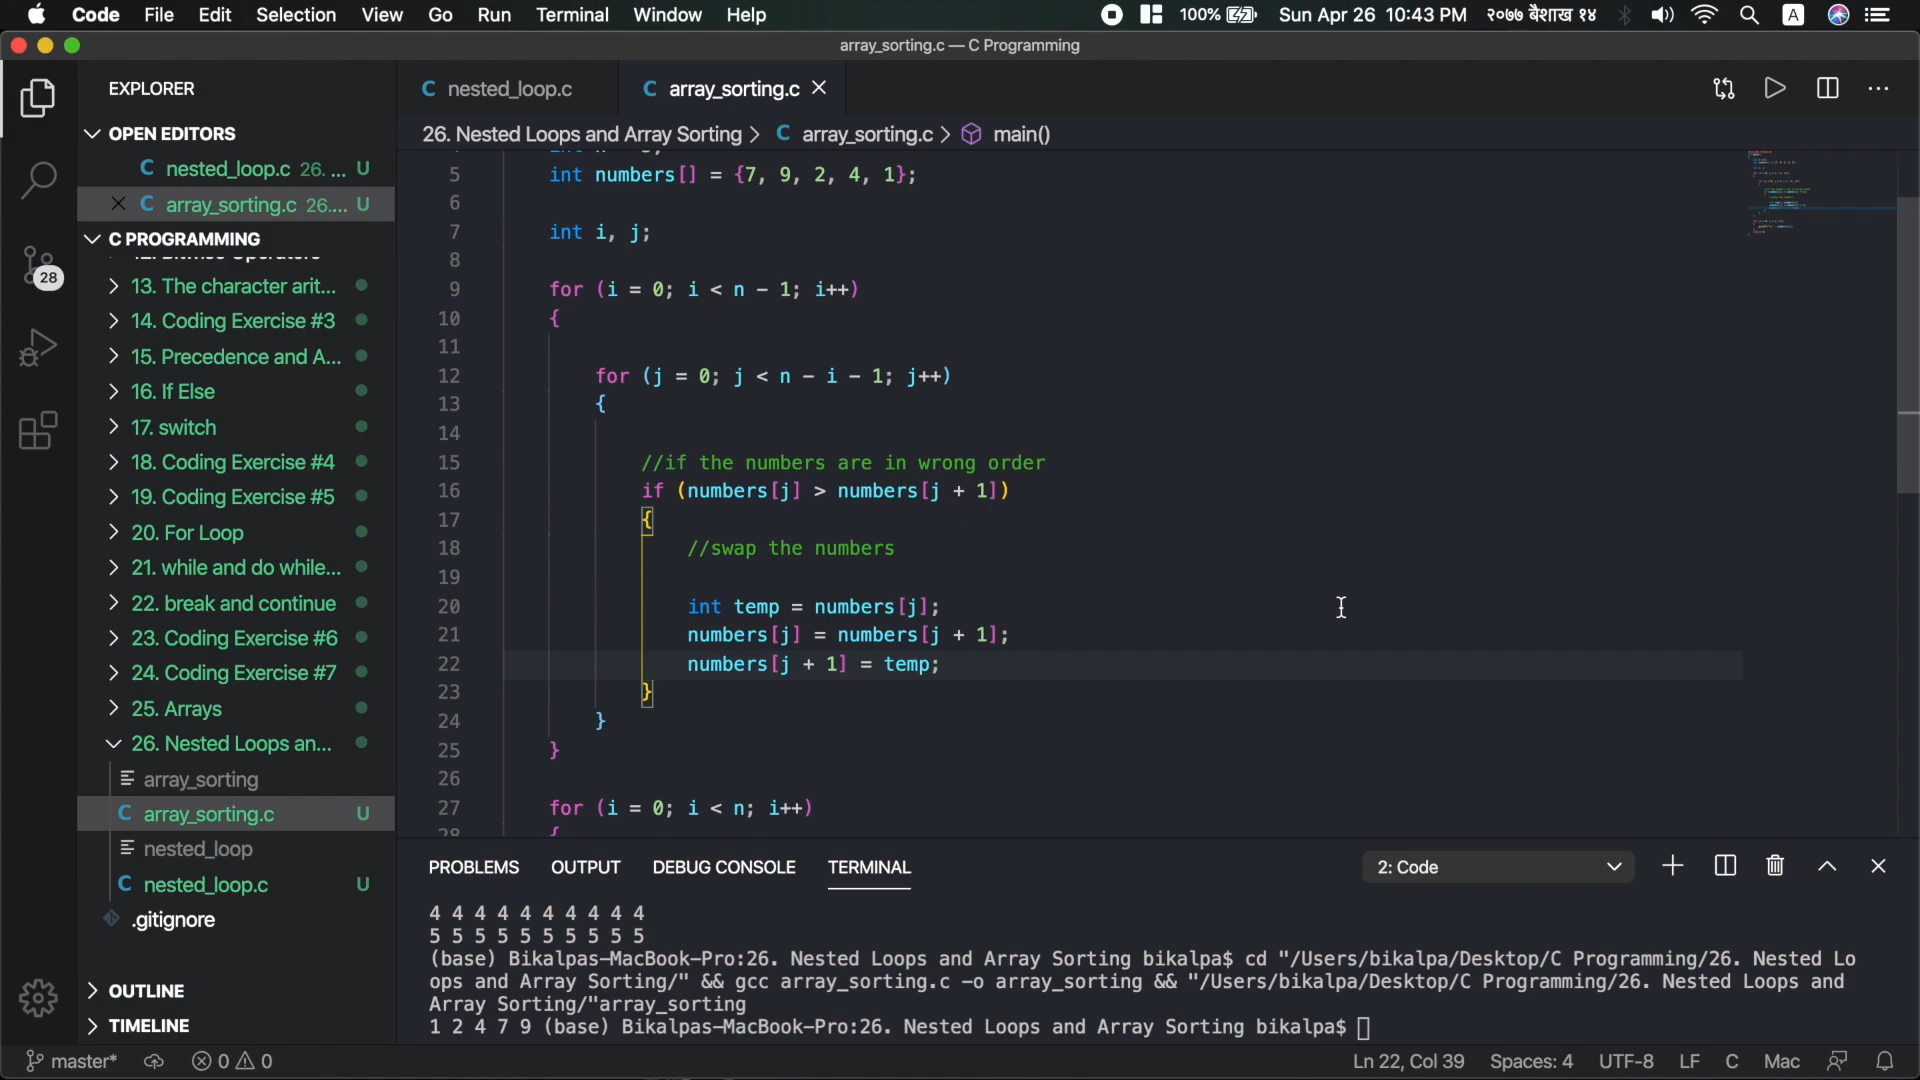 Code File Edit Selection View Go Run Terminal Window Help 100% Sun Apr 26 10:43 PM २०७७ बैशाख १४ A
array_sorting.c — C Programming
EXPLORER
OPEN EDITORS
C nested_loop.c 26. ... U
C array_sorting.c 26.... U
C PROGRAMMING
12. Bitwise Operators
13. The character arit...
14. Coding Exercise #3
15. Precedence and A...
16. If Else
17. switch
18. Coding Exercise #4
19. Coding Exercise #5
20. For Loop
21. while and do while...
22. break and continue
23. Coding Exercise #6
24. Coding Exercise #7
25. Arrays
26. Nested Loops an...
array_sorting
C array_sorting.c U
nested_loop
C nested_loop.c U
.gitignore
OUTLINE
TIMELINE
28
C nested_loop.c C array_sorting.c
26. Nested Loops and Array Sorting > C array_sorting.c > main()
5 int numbers[] = {7, 9, 2, 4, 1};
6
7 int i, j;
8
9 for (i = 0; i < n - 1; i++)
10 {
11
12 for (j = 0; j < n - i - 1; j++)
13 {
14
15 //if the numbers are in wrong order
16 if (numbers[j] > numbers[j + 1])
17 {
18 //swap the numbers
19
20 int temp = numbers[j];
21 numbers[j] = numbers[j + 1];
22 numbers[j + 1] = temp;
23 }
24 }
25 }
26
27 for (i = 0; i < n; i++)
28 {
PROBLEMS OUTPUT DEBUG CONSOLE TERMINAL 2: Code
4 4 4 4 4 4 4 4 4 4
5 5 5 5 5 5 5 5 5 5
(base) Bikalpas-MacBook-Pro:26. Nested Loops and Array Sorting bikalpa$ cd "/Users/bikalpa/Desktop/C Programming/26. Nested Lo
ops and Array Sorting/" && gcc array_sorting.c -o array_sorting && "/Users/bikalpa/Desktop/C Programming/26. Nested Loops and
Array Sorting/"array_sorting
1 2 4 7 9 (base) Bikalpas-MacBook-Pro:26. Nested Loops and Array Sorting bikalpa$
master* 0 0 Ln 22, Col 39 Spaces: 4 UTF-8 LF C Mac